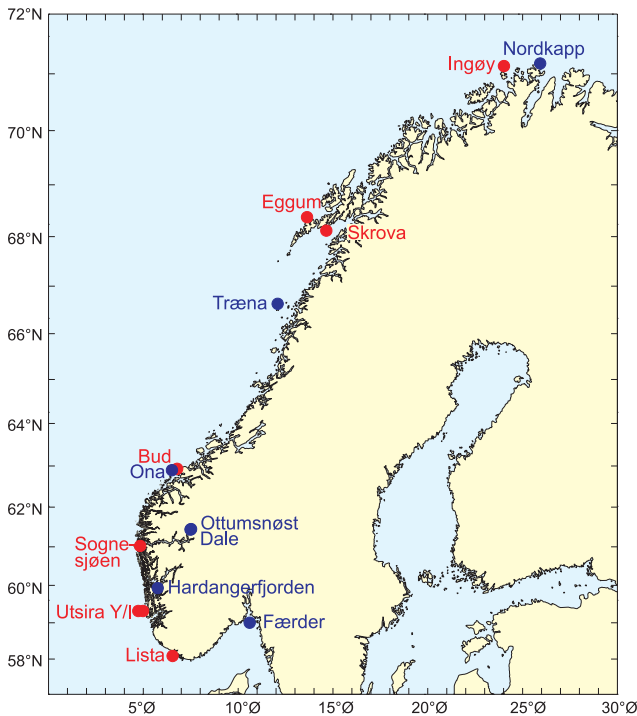 72°N
Nordkapp
Ingøy
70°N
Eggum
Skrova
68°N
Træna
66°N
64°N
Bud
Ona
62°N
Ottumsnøst
Dale
Sogne
sjøen
60°N
Hardangerfjorden
Utsira Y/I
Færder
Lista
58°N
5°Ø
10°Ø
15°Ø
20°Ø
25°Ø
30°Ø